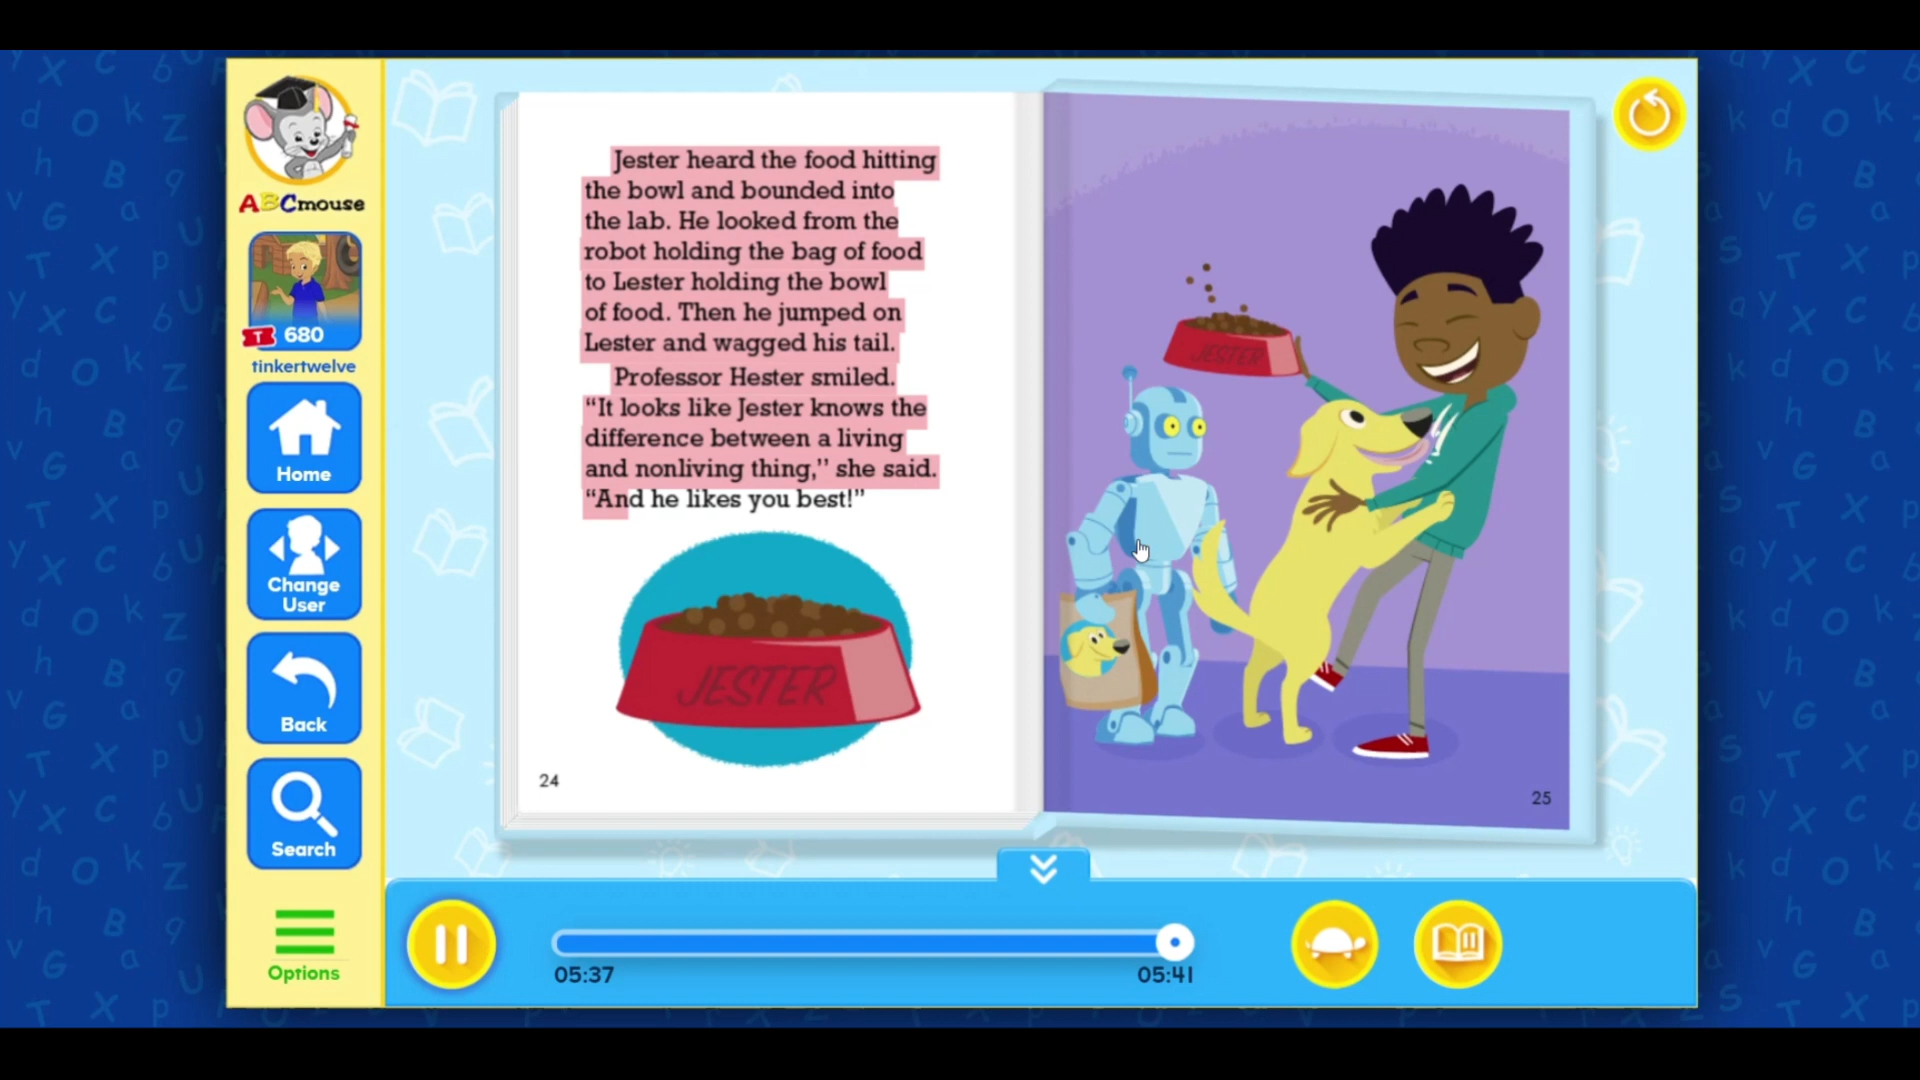 ABCmouse
T 680
tinkertwelve
Home
Change
User
Back
Search
Options
Jester heard the food hitting
the bowl and bounded into
the lab. He looked from the
robot holding the bag of food
to Lester holding the bowl
of food. Then he jumped on
Lester and wagged his tail.
Professor Hester smiled.
“It looks like Jester knows the
difference between a living
and nonliving thing,” she said.
“And he likes you best!”
JESTER
24
JESTER
25
05:37
05:41